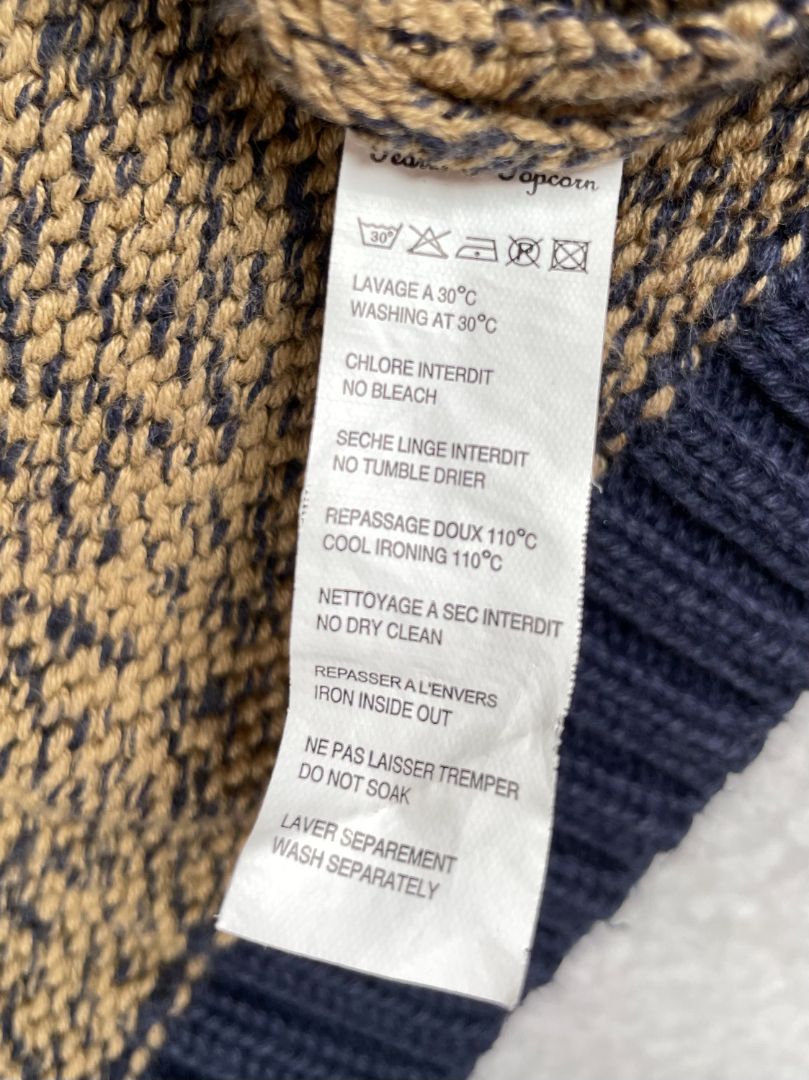 Popcorn
30°
P
LAVAGE A 30°C
WASHING AT 30°C
CHLORE INTERDIT
NO BLEACH
SECHE LINGE INTERDIT
NO TUMBLE DRIER
REPASSAGE DOUX 110°C
COOL IRONING 110°C
NETTOYAGE A SEC INTERDIT
NO DRY CLEAN
REPASSER A L'ENVERS
IRON INSIDE OUT
NE PAS LAISSER TREMPER
DO NOT SOAK
LAVER SEPAREMENT
WASH SEPARATELY